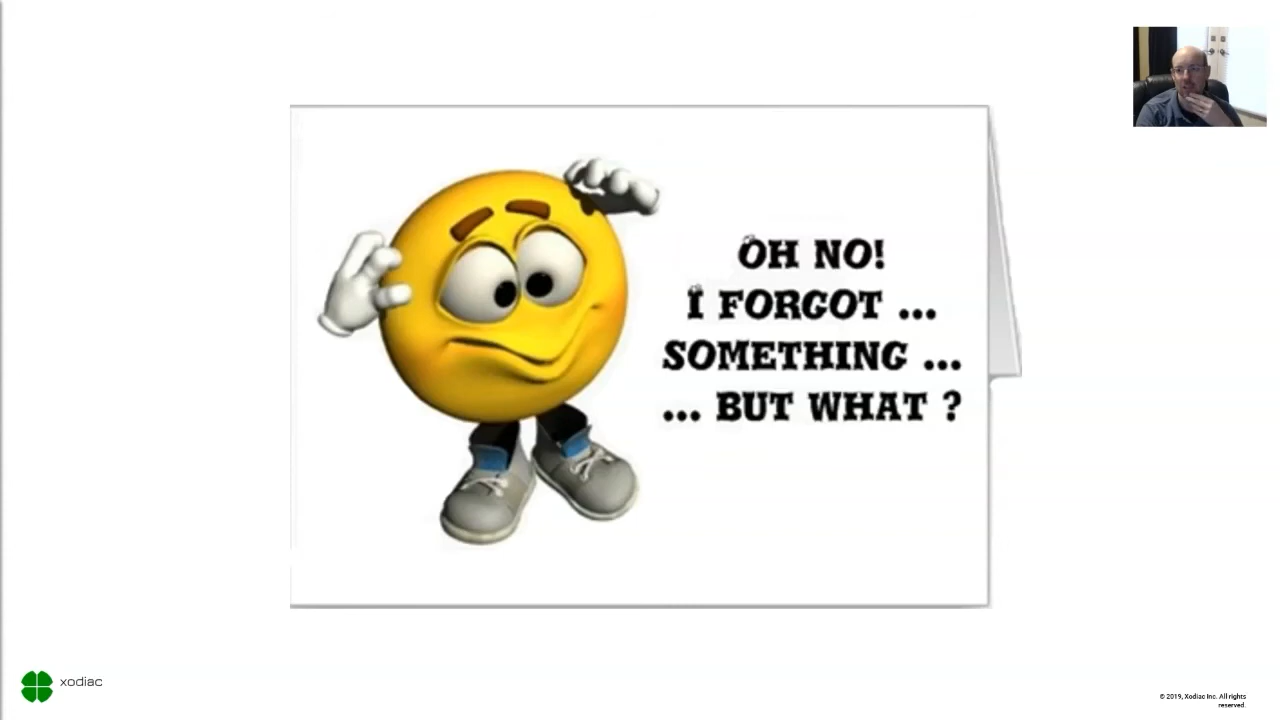 OH NO!
I FORGOT ...
SOMETHING ...
... BUT WHAT ?
xodiac
© 2019, Xodiac Inc. All rights
reserved.